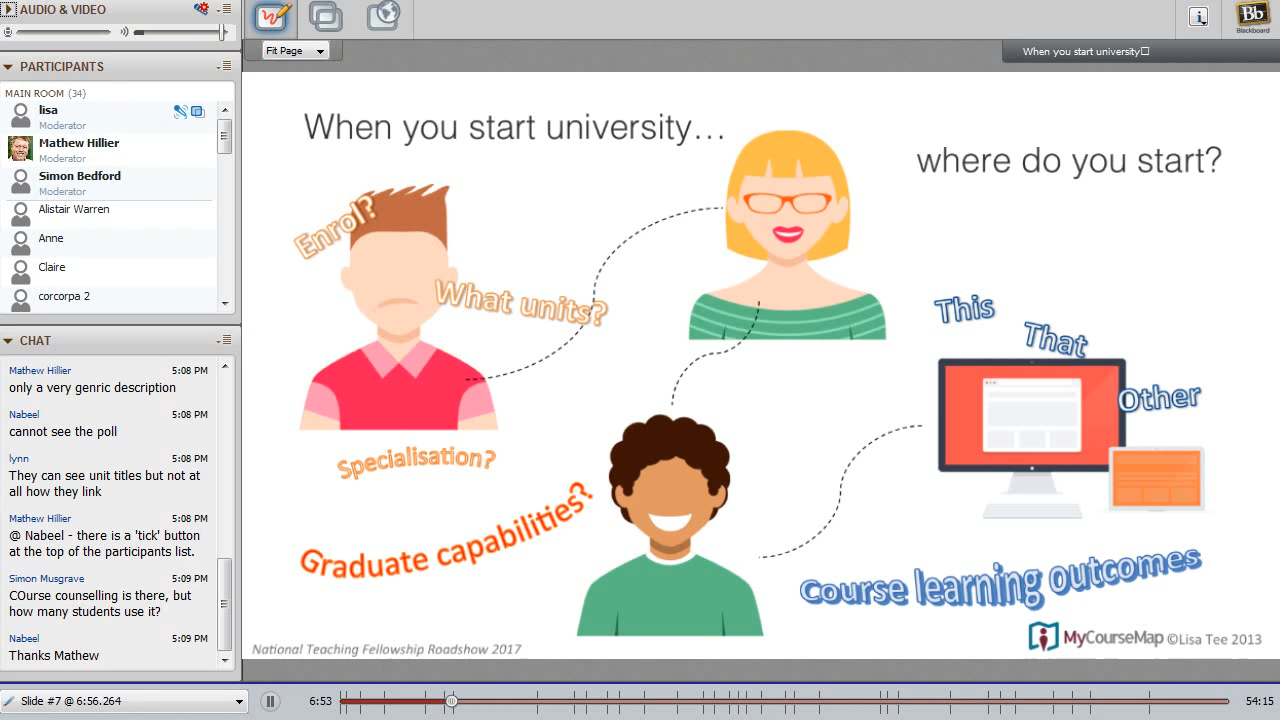 AUDIO & VIDEO
PARTICIPANTS
MAIN ROOM (34)
lisa
Moderator
Mathew Hillier
Moderator
Simon Bedford
Moderator
Alistair Warren
Anne
Claire
corcorpa 2
CHAT
Mathew Hillier 5:08 PM
only a very genric description
Nabeel 5:08 PM
cannot see the poll
lynn 5:08 PM
They can see unit titles but not at
all how they link
Mathew Hillier 5:08 PM
@ Nabeel - there is a 'tick' button
at the top of the participants list.
Simon Musgrave 5:09 PM
COurse counselling is there, but
how many students use it?
Nabeel 5:09 PM
Thanks Mathew
Slide #7 @ 6:56.264
Fit Page
When you start university
Bb
Blackboard
When you start university...
where do you start?
Enrol?
What units?
Specialisation?
Graduate capabilities?
This
That
Other
Course learning outcomes
National Teaching Fellowship Roadshow 2017
MyCourseMap ©Lisa Tee 2013
6:53
54:15